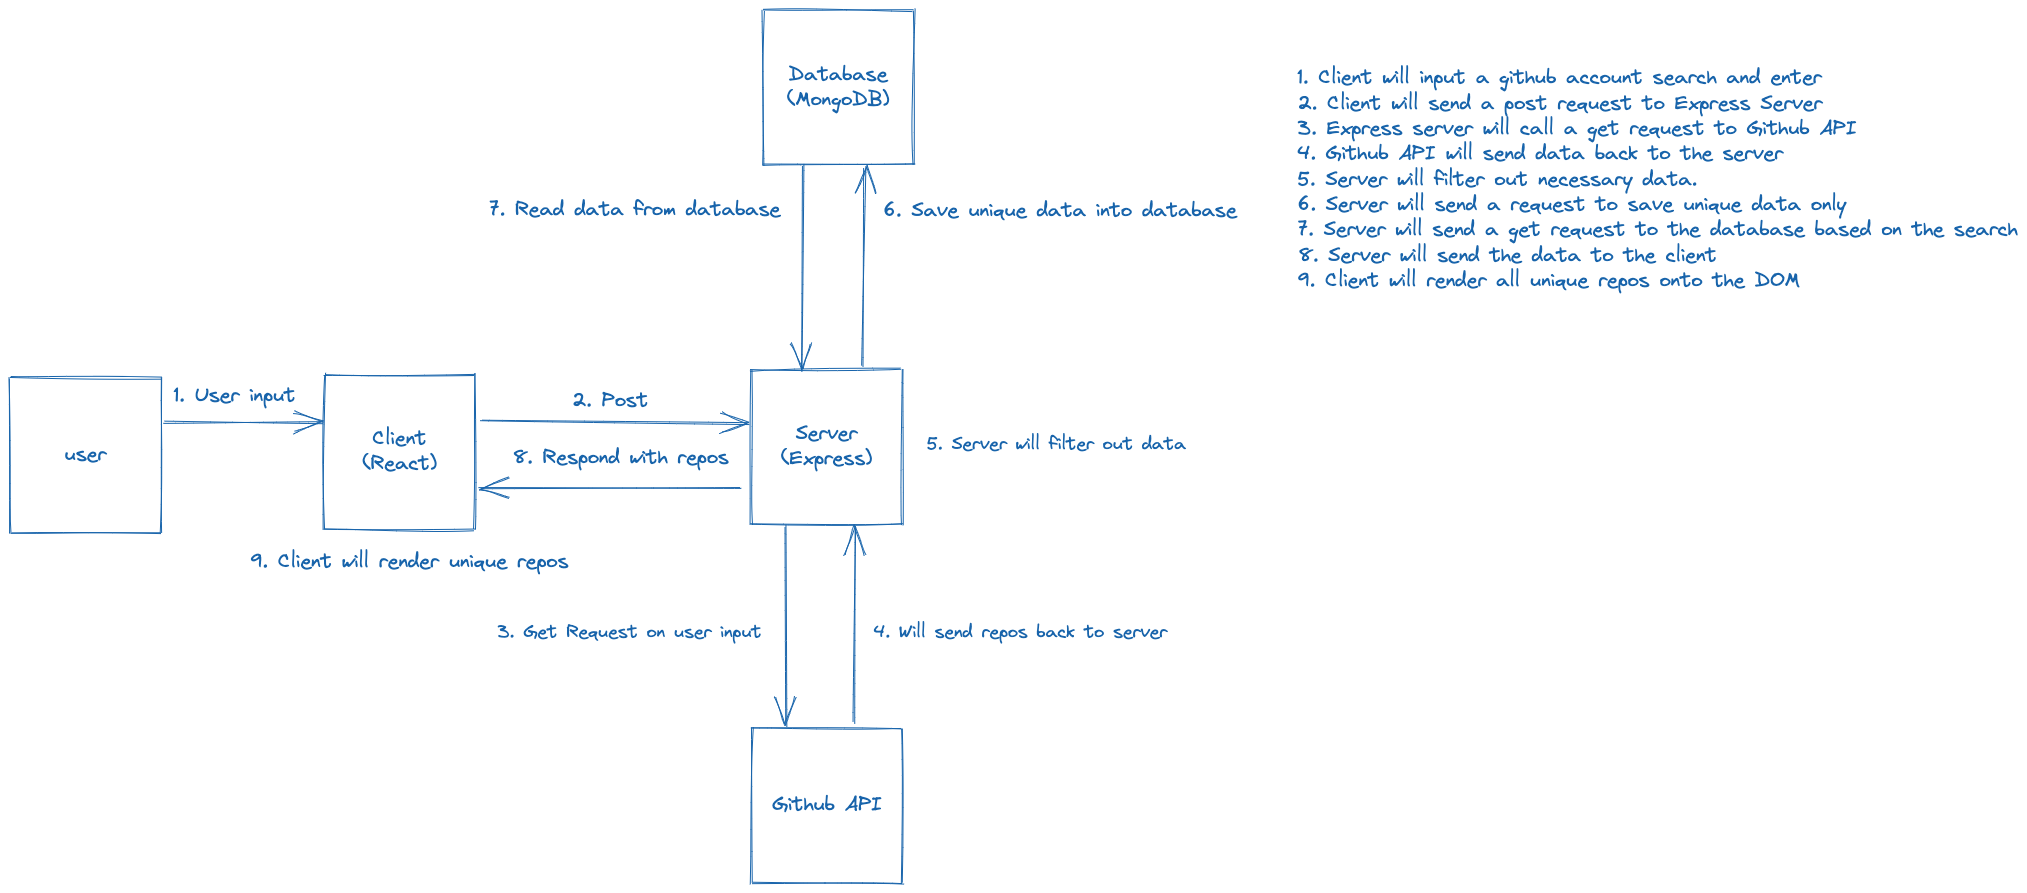 Database
(MongoDB)
1. Client will input a github account search and enter
2. Client will send a post request to Express Server
3. Express server will call a get request to Github API
4. Github API will send data back to the server
5. Server will filter out necessary data.
6. Server will send a request to save unique data only
7. Server will send a get request to the database based on the search
8. Server will send the data to the client
9. Client will render all unique repos onto the DOM
7. Read data from database
6. Save unique data into database
1. User input
2. Post
user
Client
(React)
8. Respond with repos
Server
(Express)
5. Server will filter out data
9. Client will render unique repos
3. Get Request on user input
4. Will send repos back to server
Github API